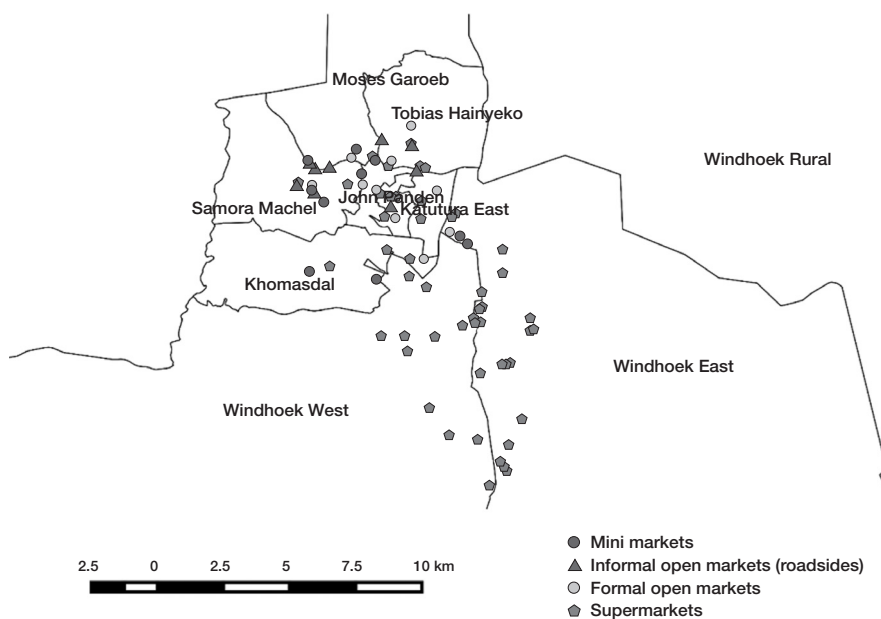 Moses Garoeb
Tobias Hainyeko
Windhoek Rural
John Panden
Samora Machel
Katutura East
Khomasdal
Windhoek East
Windhoek West
Mini markets
Informal open markets (roadsides)
Formal open markets
Supermarkets
2.5 0 2.5 5 7.5 10 km